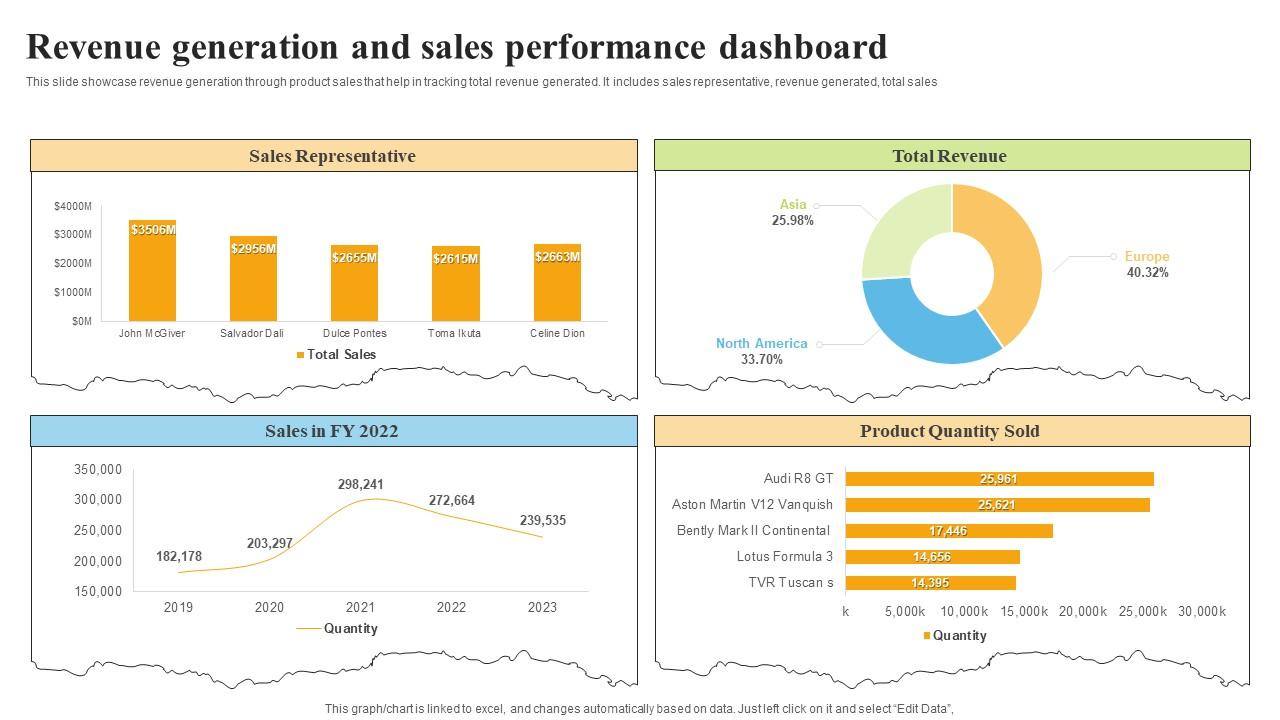 Revenue generation and sales performance dashboard
This slide showcase revenue generation through product sales that help in tracking total revenue generated. It includes sales representative, revenue generated, total sales
Sales Representative
$4000M
$3000M
$2000M
$1000M
$0M
$3506M
$2956M
$2655M
$2615M
$2663M
John McGiver
Salvador Dali
Dulce Pontes
Toma Ikuta
Celine Dion
Total Sales
Total Revenue
Asia
25.98%
Europe
40.32%
North America
33.70%
Sales in FY 2022
350,000
300,000
250,000
200,000
150,000
182,178
203,297
298,241
272,664
239,535
2019
2020
2021
2022
2023
Quantity
Product Quantity Sold
Audi R8 GT
25,961
Aston Martin V12 Vanquish
25,621
Bently Mark II Continental
17,446
Lotus Formula 3
14,656
TVR Tuscan s
14,395
k
5,000k
10,000k
15,000k
20,000k
25,000k
30,000k
Quantity
This graph/chart is linked to excel, and changes automatically based on data. Just left click on it and select “Edit Data”,